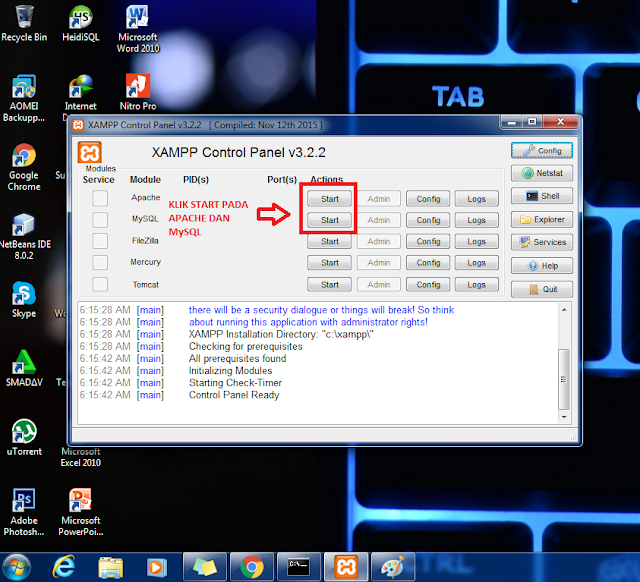 Recycle Bin
HeidiSQL
Microsoft
Word 2010
AOMEI
Backupp...
Internet
D
Nitro Pro
Google
Chrome
Su
NetBeans IDE
8.0.2
Skype
Wo
SMADΔV
Te
uTorrent
Microsoft
Excel 2010
Adobe
Photosh...
Microsoft
PowerPoi...
TAB
CTRL
XAMPP Control Panel v3.2.2 [ Compiled: Nov 12th 2015 ]
XAMPP Control Panel v3.2.2
Config
Modules
Service Module PID(s) Port(s) Actions
Netstat
Apache Start Admin Config Logs
Shell
KLIK START PADA
APACHE DAN
MySQL
MySQL Start Admin Config Logs
Explorer
FileZilla Start Admin Config Logs
Services
Mercury Start Admin Config Logs
Help
Tomcat Start Admin Config Logs
Quit
6:15:28 AM [main] there will be a security dialogue or things will break! So think
6:15:28 AM [main] about running this application with administrator rights!
6:15:28 AM [main] XAMPP Installation Directory: "c:\xampp\"
6:15:28 AM [main] Checking for prerequisites
6:15:42 AM [main] All prerequisites found
6:15:42 AM [main] Initializing Modules
6:15:42 AM [main] Starting Check-Timer
6:15:42 AM [main] Control Panel Ready